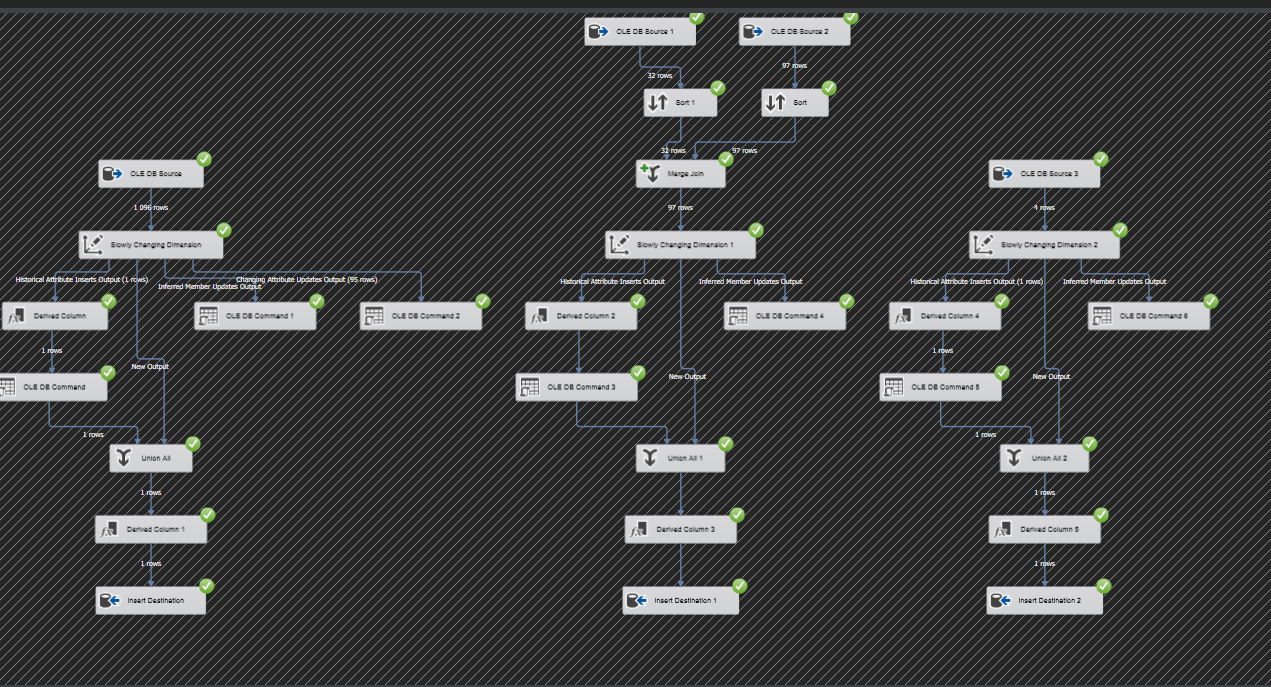 OLE DB Source 1
OLE DB Source 2
32 rows
97 rows
Sort 1
Sort
32 rows
97 rows
OLE DB Source
Merge Join
OLE DB Source 3
1 096 rows
97 rows
4 rows
Slowly Changing Dimension
Slowly Changing Dimension 1
Slowly Changing Dimension 2
Historical Attribute Inserts Output (1 rows)
Inferred Member Updates Output
Changing Attribute Updates Output (95 rows)
Historical Attribute Inserts Output
Inferred Member Updates Output
Historical Attribute Inserts Output (1 rows)
Inferred Member Updates Output
Derived Column
OLE DB Command 1
OLE DB Command 2
Derived Column 2
OLE DB Command 4
Derived Column 4
OLE DB Command 6
1 rows
1 rows
New Output
New Output
New Output
OLE DB Command
OLE DB Command 3
OLE DB Command 5
1 rows
1 rows
Union All
Union All 1
Union All 2
1 rows
1 rows
Derived Column 1
Derived Column 3
Derived Column 5
1 rows
1 rows
Insert Destination
Insert Destination 1
Insert Destination 2